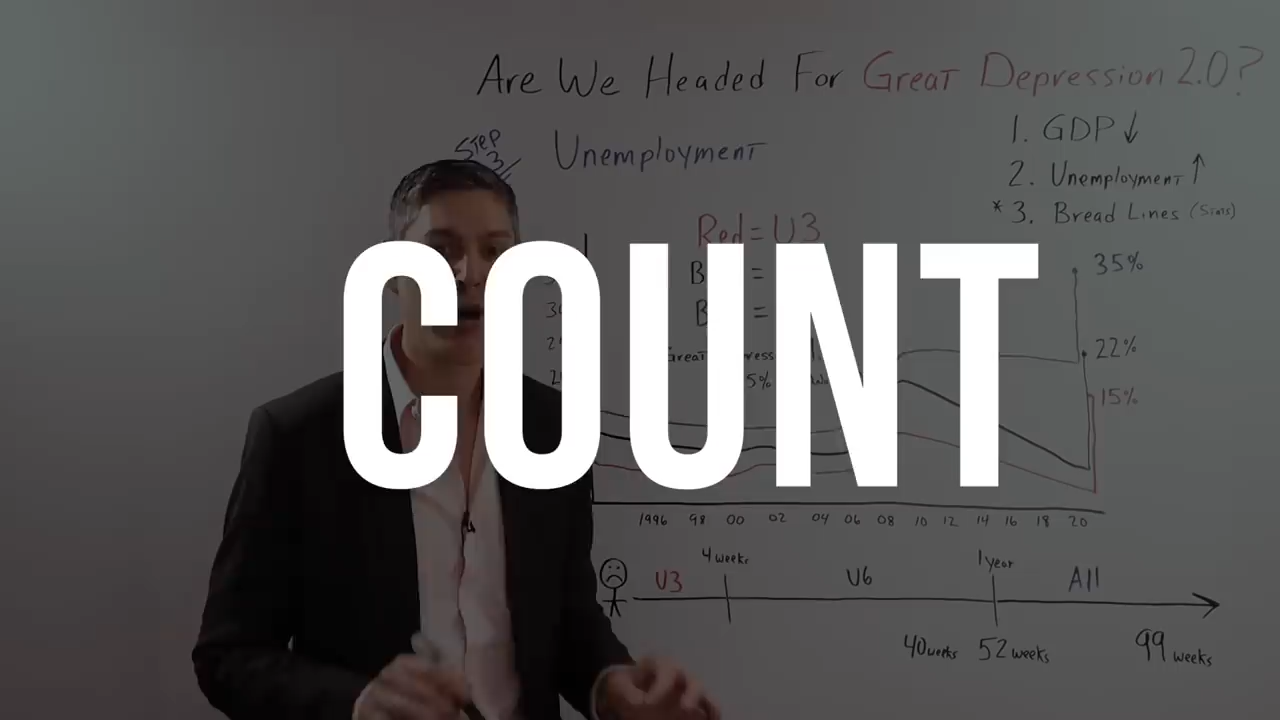 Are We Headed For Great Depression 2.0?
Step 3
Unemployment
1. GDP ↓
2. Unemployment ↑
* 3. Bread Lines (Stats)
Red = U3
B =
B =
COUNT
35%
22%
15%
1996 98 00 02 04 06 08 10 12 14 16 18 20
4 weeks
1 year
U3
U6
All
40 weeks
52 weeks
99 weeks